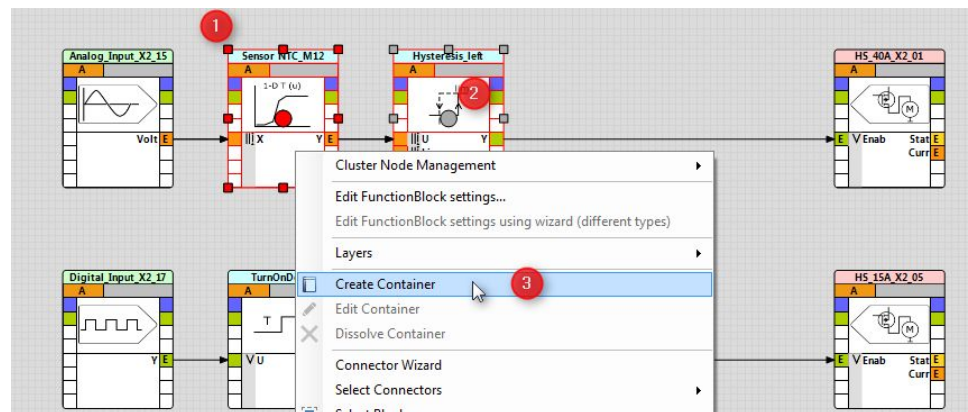 1
Analog_Input_X2_15
A
Volt E
Sensor NTC_M12
A
1-D T (u)
X Y E
Hysteresis_left
A
2
U Y
HS_40A_X2_01
A
M
E V Enab Stat E
Curr E
Cluster Node Management
Edit FunctionBlock settings...
Edit FunctionBlock settings using wizard (different types)
Layers
Create Container
3
Edit Container
Dissolve Container
Connector Wizard
Select Connectors
Digital_Input_X2_17
A
Y E
TurnOnD
A
T
V U
HS_15A_X2_05
A
M
E V Enab Stat E
Curr E